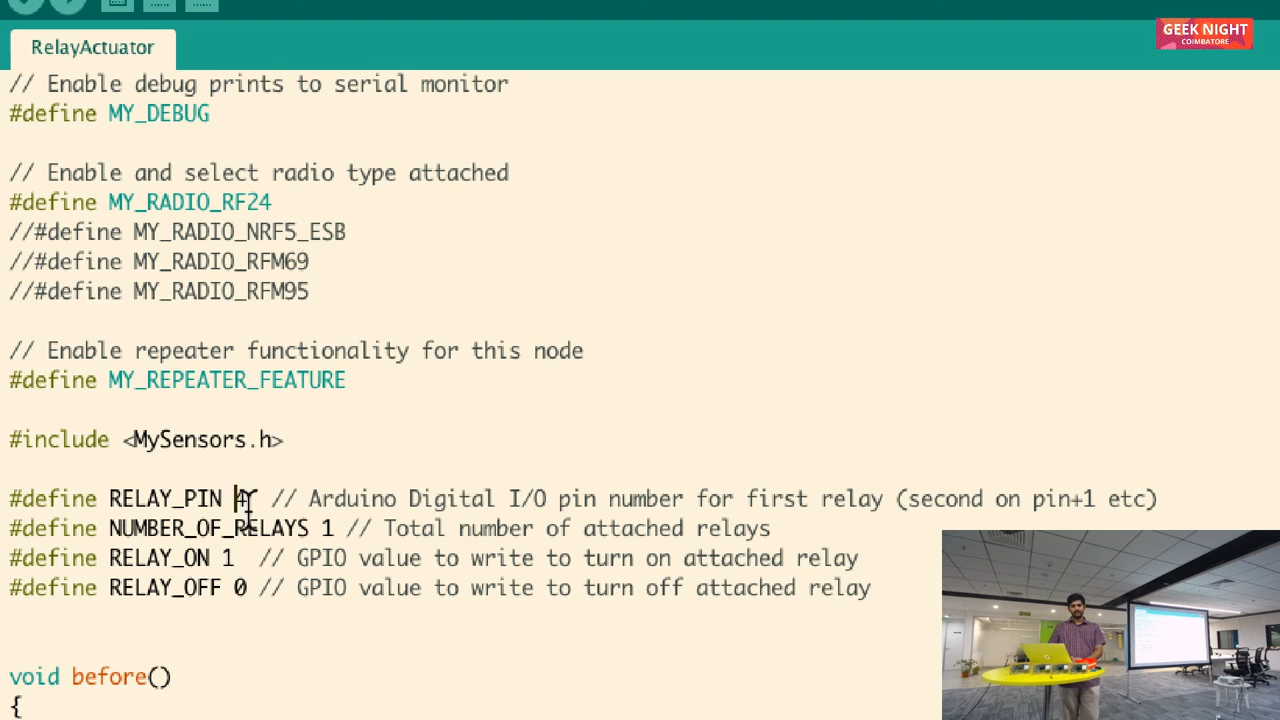 GEEK NIGHT
COIMBATORE
RelayActuator
// Enable debug prints to serial monitor
#define MY_DEBUG
// Enable and select radio type attached
#define MY_RADIO_RF24
//#define MY_RADIO_NRF5_ESB
//#define MY_RADIO_RFM69
//#define MY_RADIO_RFM95
// Enable repeater functionality for this node
#define MY_REPEATER_FEATURE
#include <MySensors.h>
#define RELAY_PIN 4 // Arduino Digital I/O pin number for first relay (second on pin+1 etc)
#define NUMBER_OF_RELAYS 1 // Total number of attached relays
#define RELAY_ON 1 // GPIO value to write to turn on attached relay
#define RELAY_OFF 0 // GPIO value to write to turn off attached relay
void before()
{